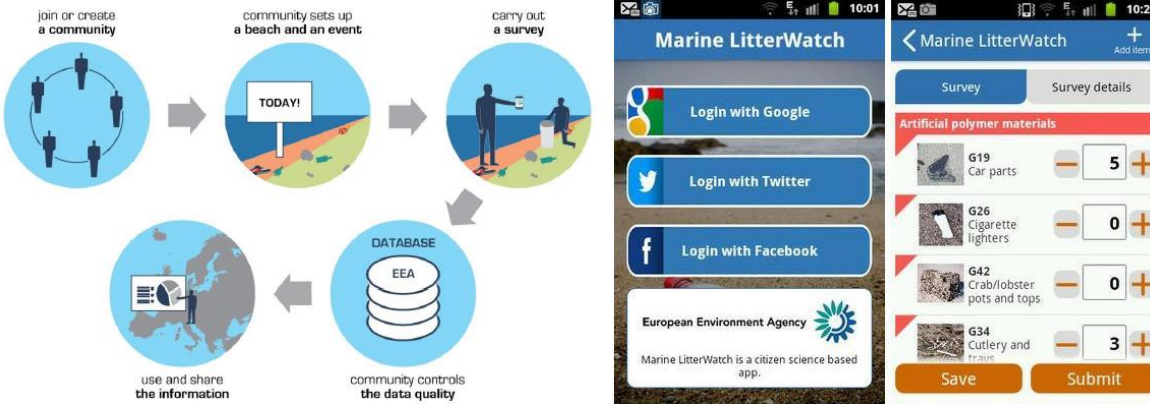 join or create
a community
community sets up
a beach and an event
carry out
a survey
TODAY!
DATABASE
EEA
use and share
the information
community controls
the data quality
10:01
Marine LitterWatch
Login with Google
Login with Twitter
f
Login with Facebook
European Environment Agency
Marine LitterWatch is a citizen science based
app.
Marine LitterWatch
Add item
Survey
Survey details
Artificial polymer materials
G19
Car parts
5
G26
Cigarette
lighters
0
G42
Crab/lobster
pots and tops
0
G34
Cutlery and
trays
3
Save
Submit